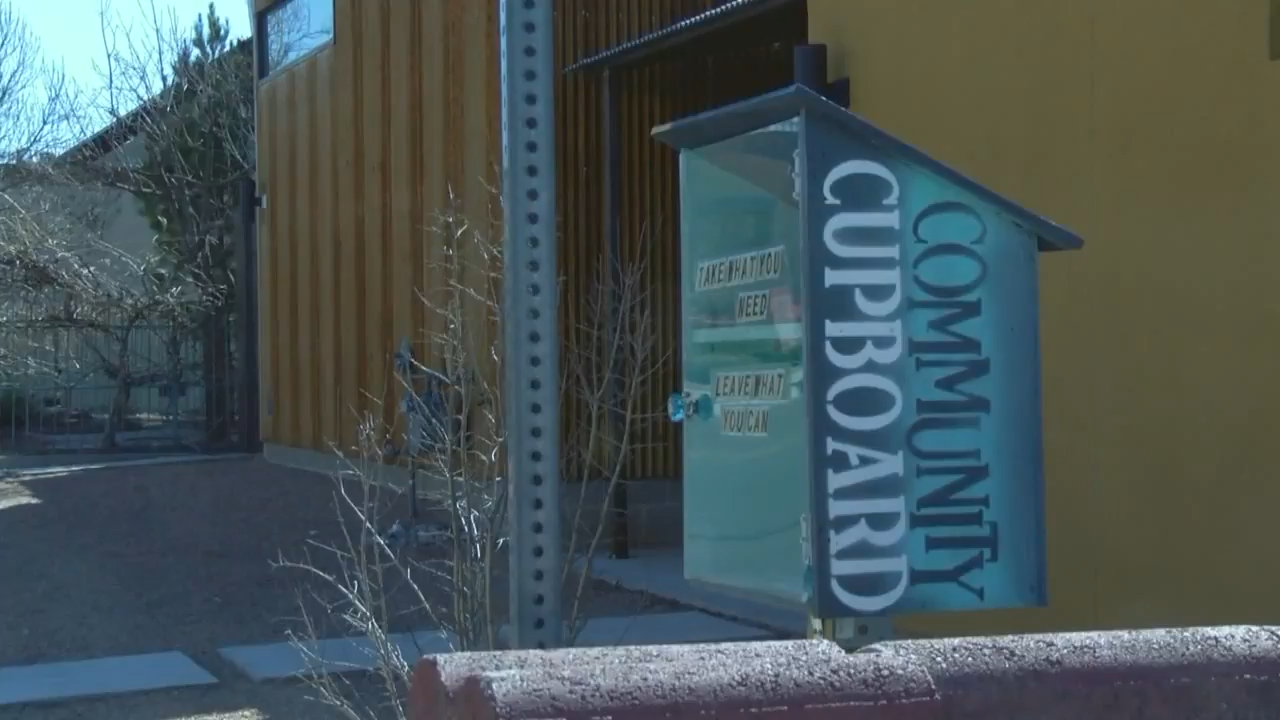 TAKE WHAT YOU
NEED
LEAVE WHAT
YOU CAN
COMMUNITY
CUPBOARD